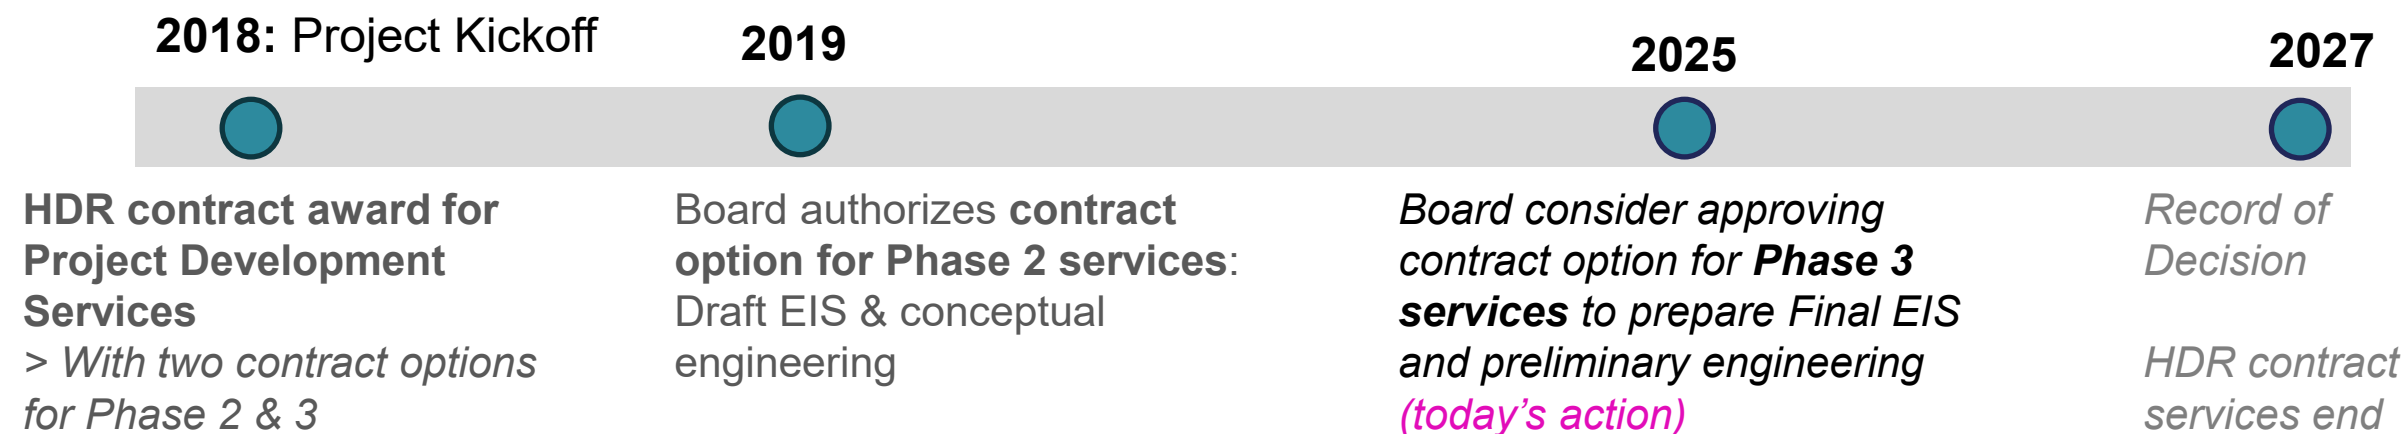 2018: Project Kickoff
HDR contract award for
Project Development
Services
> With two contract options
for Phase 2 & 3
2019
Board authorizes contract
option for Phase 2 services:
Draft EIS & conceptual
engineering
2025
Board consider approving
contract option for Phase 3
services to prepare Final EIS
and preliminary engineering
(today's action)
2027
Record of
Decision
HDR contract
services end